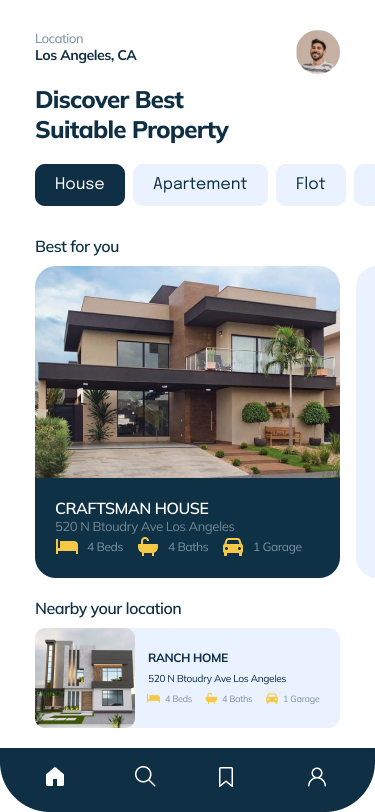 Location
Los Angeles, CA
Discover Best
Suitable Property
House
Apartement
Flot
Best for you
CRAFTSMAN HOUSE
520 N Btoudry Ave Los Angeles
4 Beds
4 Baths
1 Garage
Nearby your location
RANCH HOME
520 N Btoudry Ave Los Angeles
4 Beds
4 Baths
1 Garage